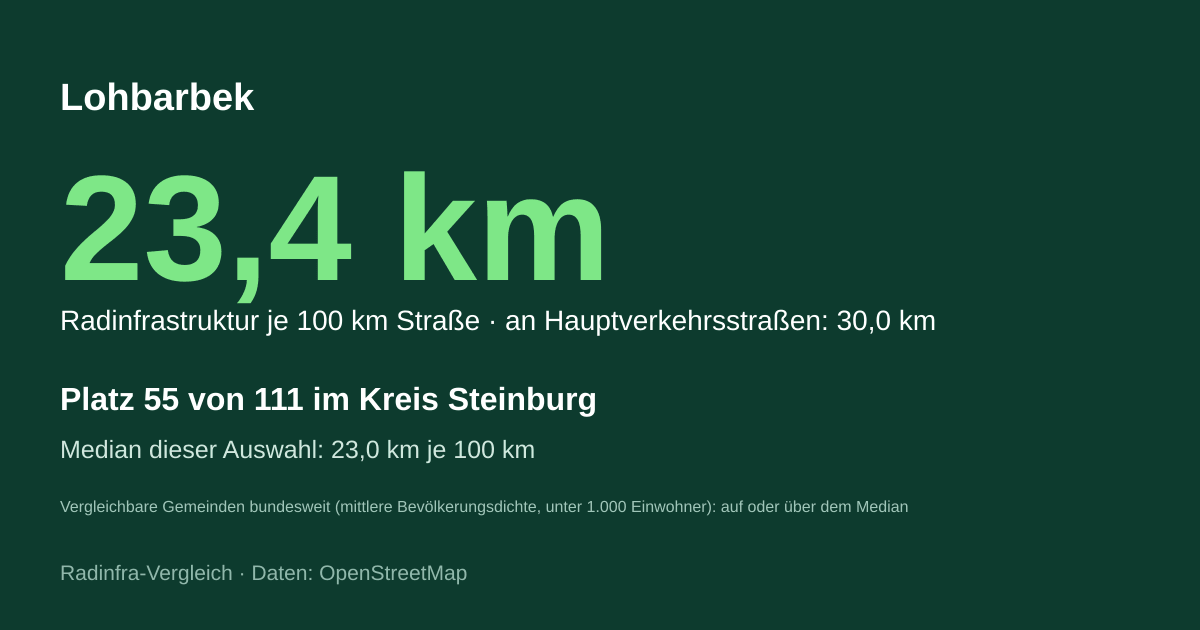 Lohbarbek
23,4 km
Radinfrastruktur je 100 km Straße · an Hauptverkehrsstraßen: 30,0 km
Platz 55 von 111 im Kreis Steinburg
Median dieser Auswahl: 23,0 km je 100 km
Vergleichbare Gemeinden bundesweit (mittlere Bevölkerungsdichte, unter 1.000 Einwohner): auf oder über dem Median
Radinfra-Vergleich · Daten: OpenStreetMap